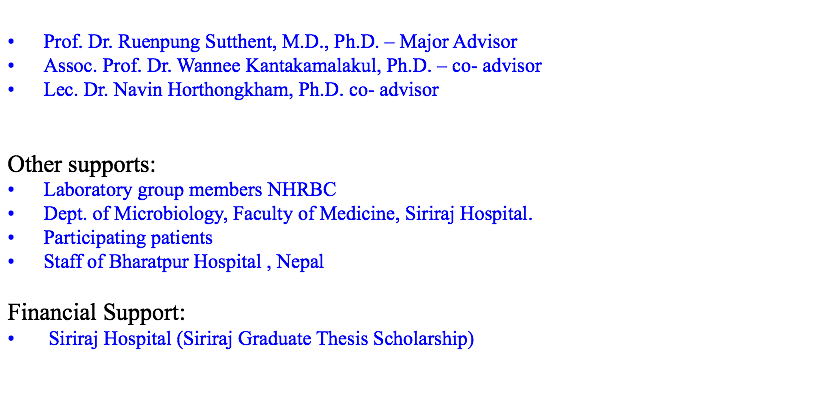 • Prof. Dr. Ruenpung Sutthent, M.D., Ph.D. – Major Advisor
• Assoc. Prof. Dr. Wannee Kantakamalakul, Ph.D. – co- advisor
• Lec. Dr. Navin Horthongkham, Ph.D. co- advisor
Other supports:
• Laboratory group members NHRBC
• Dept. of Microbiology, Faculty of Medicine, Siriraj Hospital.
• Participating patients
• Staff of Bharatpur Hospital , Nepal
Financial Support:
• Siriraj Hospital (Siriraj Graduate Thesis Scholarship)